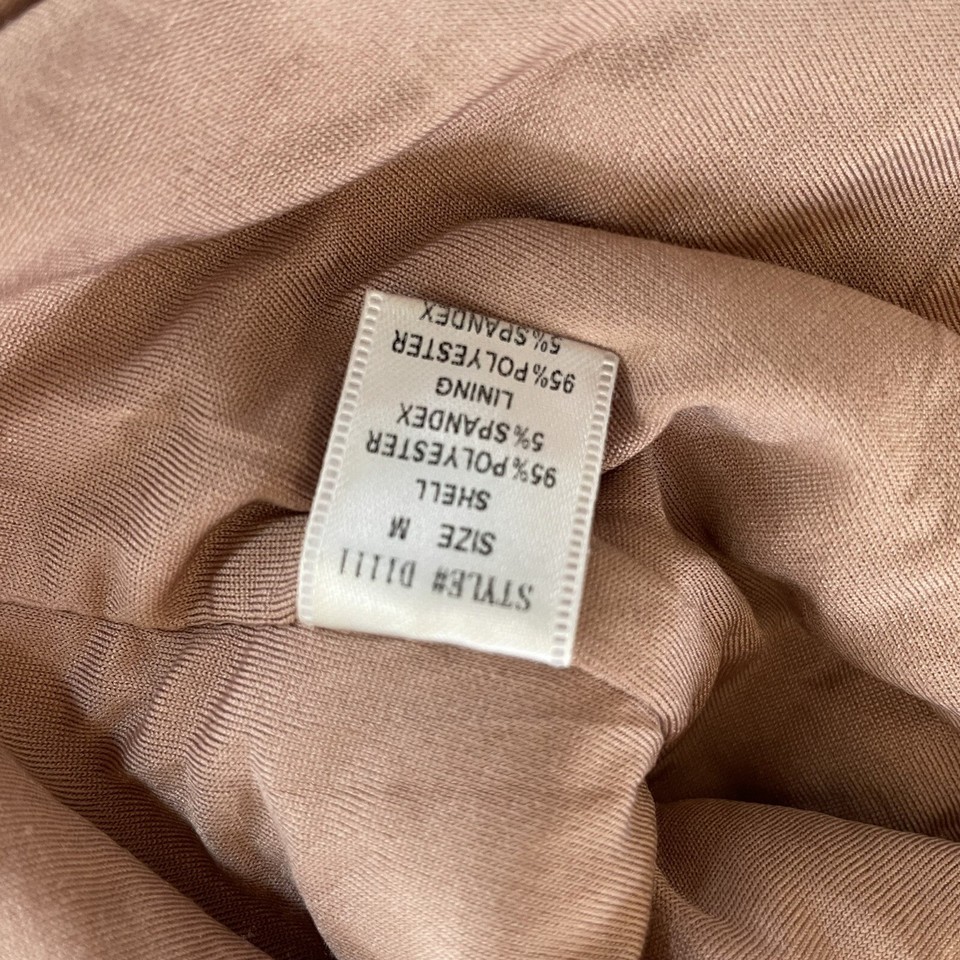 STYLE# D1111
SIZE M
SHELL
95%POLYESTER
5%SPANDEX
LINING
95%POLYESTER
5%SPANDEX